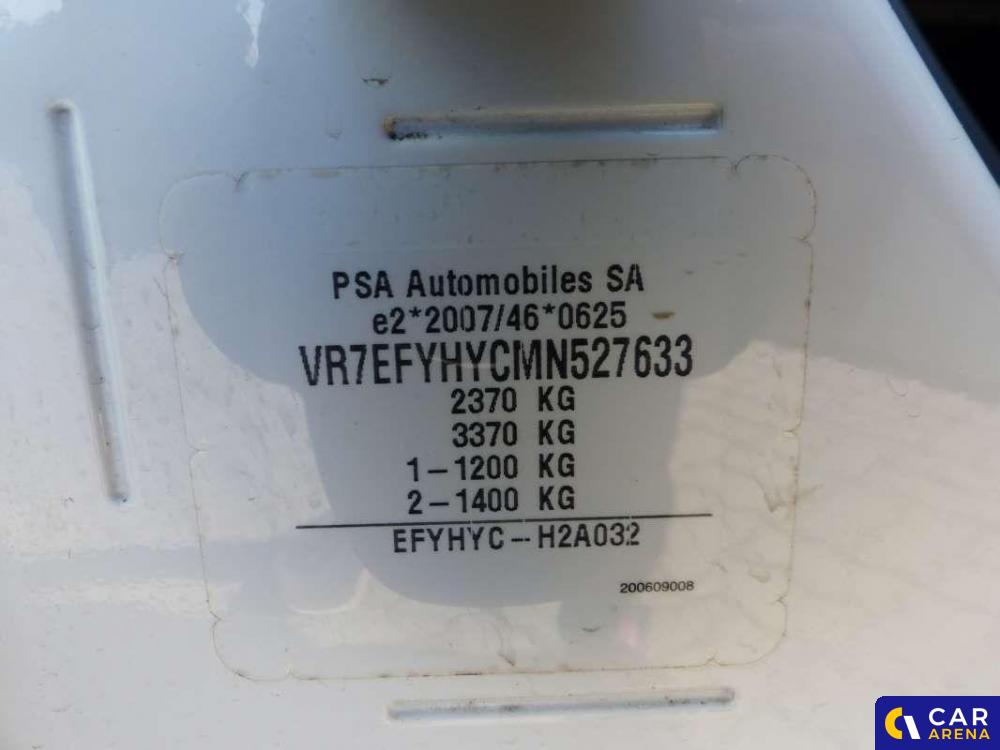 PSA Automobiles SA
e2*2007/46*0625
VR7EFYHYCMN527633
2370 KG
3370 KG
1-1200 KG
2-1400 KG
EFYHYC--H2A032
200609008
CAR
ARENA